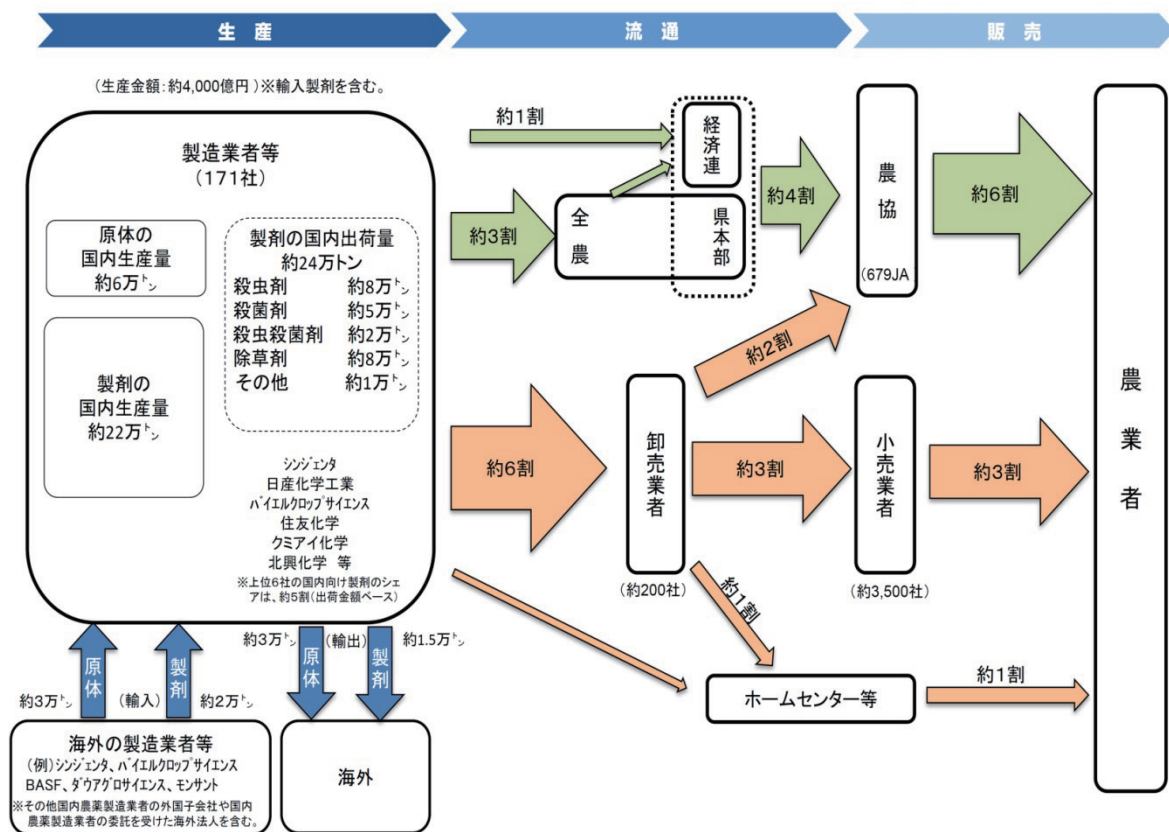 生産
流通
販売
(生産金額:約4,000億円)※輸入製剤を含む。
製造業者等
(171社)
原体の
国内生産量
約6万㌧
製剤の
国内生産量
約22万㌧
製剤の国内出荷量
約24万トン
殺虫剤 約8万㌧
殺菌剤 約5万㌧
殺虫殺菌剤 約2万㌧
除草剤 約8万㌧
その他 約1万㌧
シンジェンタ
日産化学工業
バイエルクロップサイエンス
住友化学
クミアイ化学
北興化学 等
※上位6社の国内向け製剤のシェ
アは、約5割(出荷金額ベース)
約3万㌧
原体
(輸入)
製剤
約2万㌧
約3万㌧
原体
(輸出)
製剤
約1.5万㌧
海外の製造業者等
(例)シンジェンタ、バイエルクロップサイエンス
BASF、ダウアグロサイエンス、モンサント
※その他国内農薬製造業者の外国子会社や国内
農薬製造業者の委託を受けた海外法人を含む。
海外
約1割
約3割
経済連
全農
県本部
約4割
農協
(679JA
約6割
約6割
卸売業者
(約200社)
約2割
約3割
約1割
小売業者
(約3,500社)
約3割
ホームセンター等
約1割
農業者